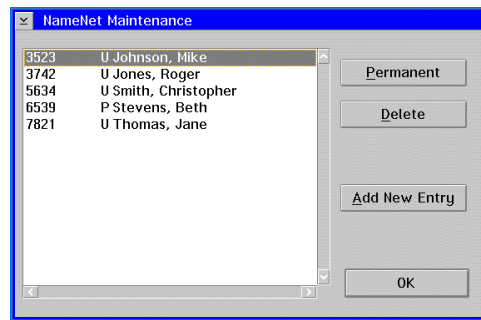 NameNet Maintenance
3523 U Johnson, Mike
3742 U Jones, Roger
5634 U Smith, Christopher
6539 P Stevens, Beth
7821 U Thomas, Jane
Permanent
Delete
Add New Entry
OK